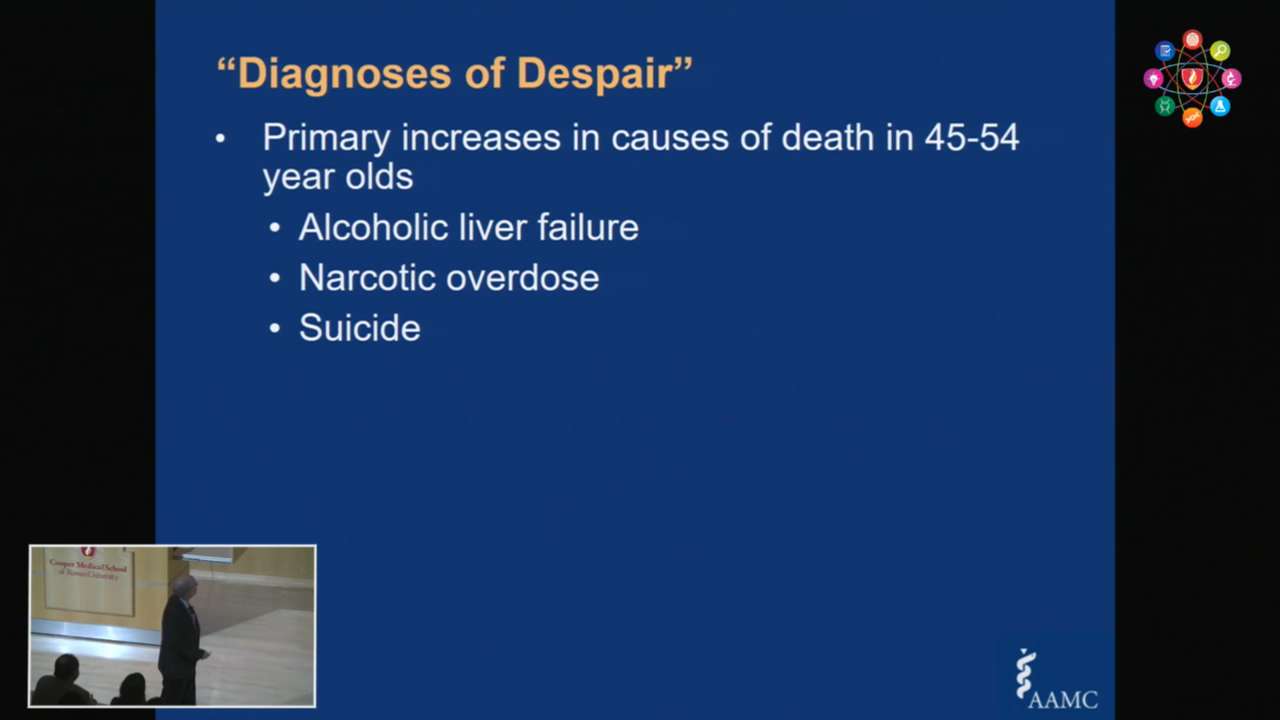 “Diagnoses of Despair”
• Primary increases in causes of death in 45-54
year olds
• Alcoholic liver failure
• Narcotic overdose
• Suicide
Cooper Medical School
of Rowan University
AAMC